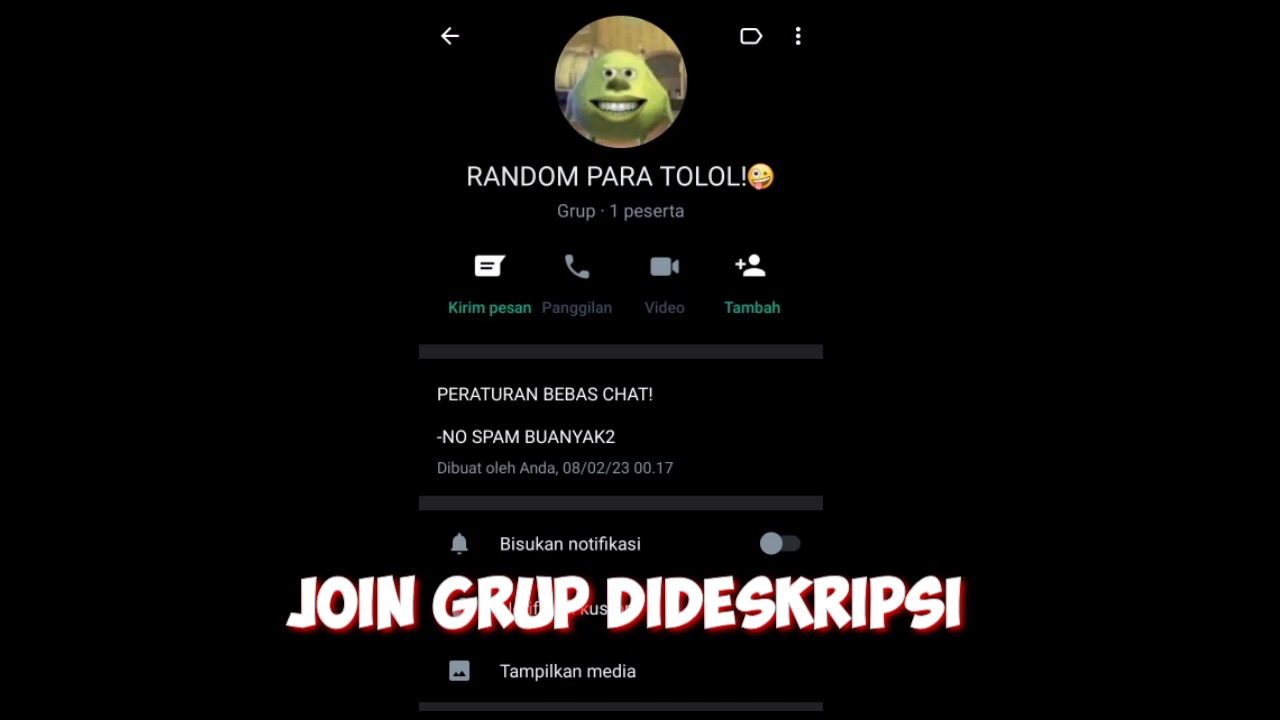 RANDOM PARA TOLOL!🤪
Grup · 1 peserta
Kirim pesan Panggilan Video Tambah
PERATURAN BEBAS CHAT!
-NO SPAM BUANYAK2
Dibuat oleh Anda, 08/02/23 00.17
Bisukan notifikasi
JOIN GRUP DIDESKRIPSI
Tampilkan media